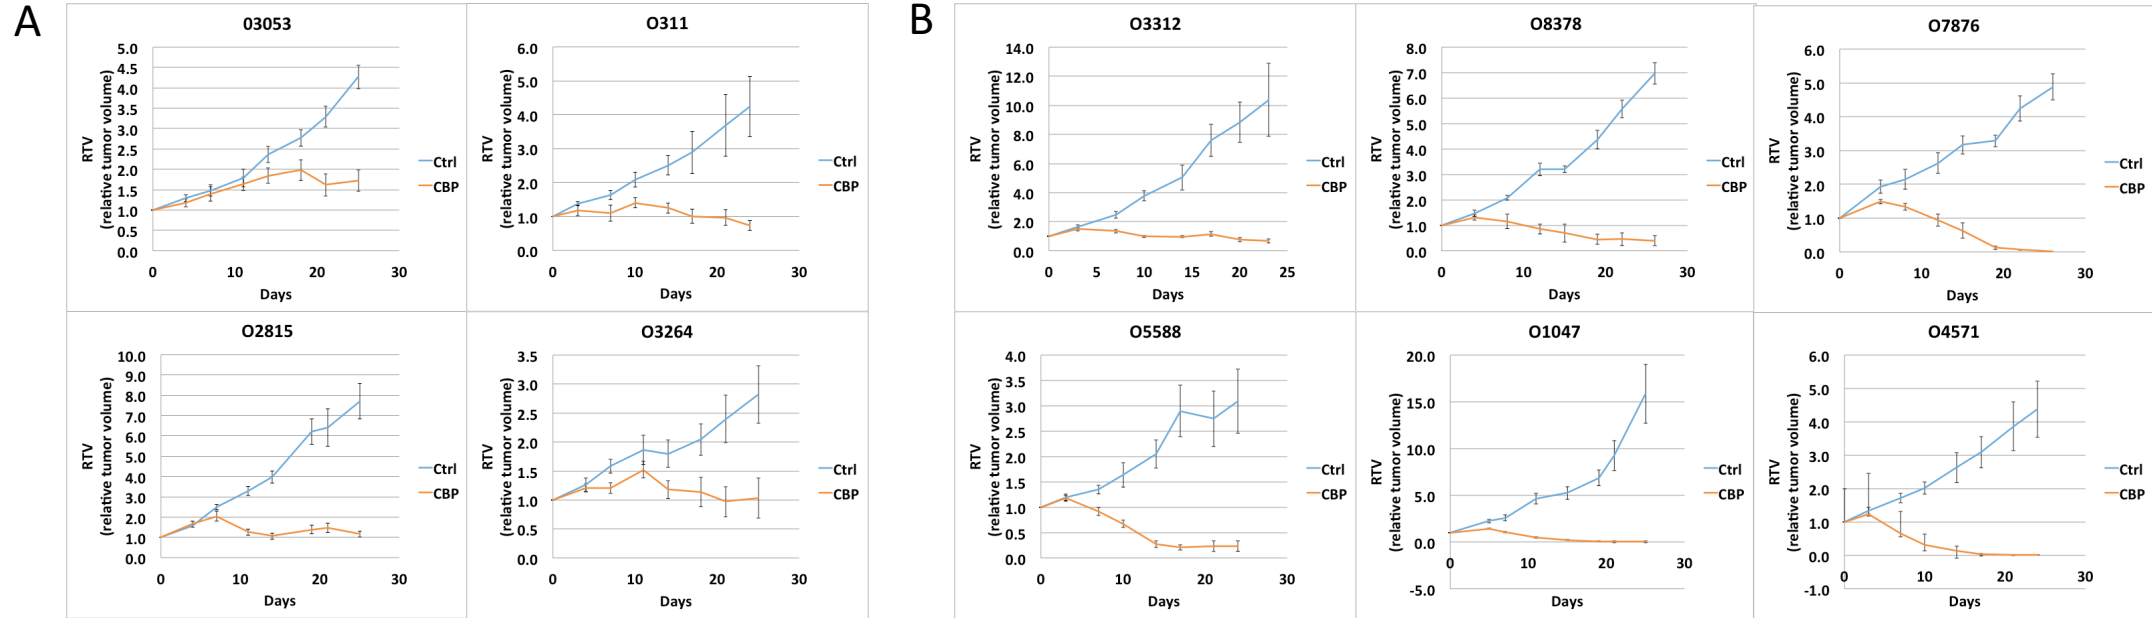 A
03053
5.0
4.5
4.0
3.5
3.0
2.5
2.0
1.5
1.0
0.5
0.0
0 10 20 30
Days
RTV
(relative tumor volume)
Ctrl
CBP
O311
6.0
5.0
4.0
3.0
2.0
1.0
0.0
0 10 20 30
Days
RTV
(relative tumor volume)
Ctrl
CBP
O2815
10.0
9.0
8.0
7.0
6.0
5.0
4.0
3.0
2.0
1.0
0.0
0 10 20 30
Days
RTV
(relative tumor volume)
Ctrl
CBP
O3264
3.5
3.0
2.5
2.0
1.5
1.0
0.5
0.0
0 10 20 30
Days
RTV
(relative tumor volume)
Ctrl
CBP
B
O3312
14.0
12.0
10.0
8.0
6.0
4.0
2.0
0.0
0 5 10 15 20 25
Days
RTV
(relative tumor volume)
Ctrl
CBP
O8378
8.0
7.0
6.0
5.0
4.0
3.0
2.0
1.0
0.0
0 10 20 30
Days
RTV
(relative tumor volume)
Ctrl
CBP
O7876
6.0
5.0
4.0
3.0
2.0
1.0
0.0
0 10 20 30
Days
RTV
(relative tumor volume)
Ctrl
CBP
O5588
4.0
3.5
3.0
2.5
2.0
1.5
1.0
0.5
0.0
0 10 20 30
Days
RTV
(relative tumor volume)
Ctrl
CBP
O1047
20.0
15.0
10.0
5.0
0.0
-5.0
0 10 20 30
Days
RTV
(relative tumor volume)
Ctrl
CBP
O4571
6.0
5.0
4.0
3.0
2.0
1.0
0.0
-1.0
0 10 20 30
Days
RTV
(relative tumor volume)
Ctrl
CBP